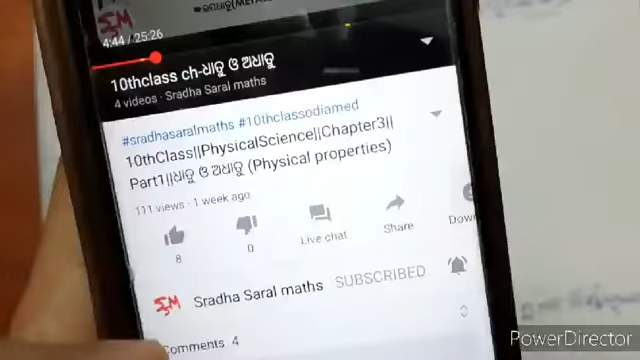 4:44 / 25:26
10thclass ch-ଧାତୁ ଓ ଅଧାତୁ
4 videos · Sradha Saral maths
#sradhasaralmaths #10thclassodiamed
10thClass||PhysicalScience||Chapter3||
Part1||ଧାତୁ ଓ ଅଧାତୁ (Physical properties)
111 views · 1 week ago
8
0
Live chat
Share
Down
Sradha Saral maths SUBSCRIBED
Comments 4
PowerDirector